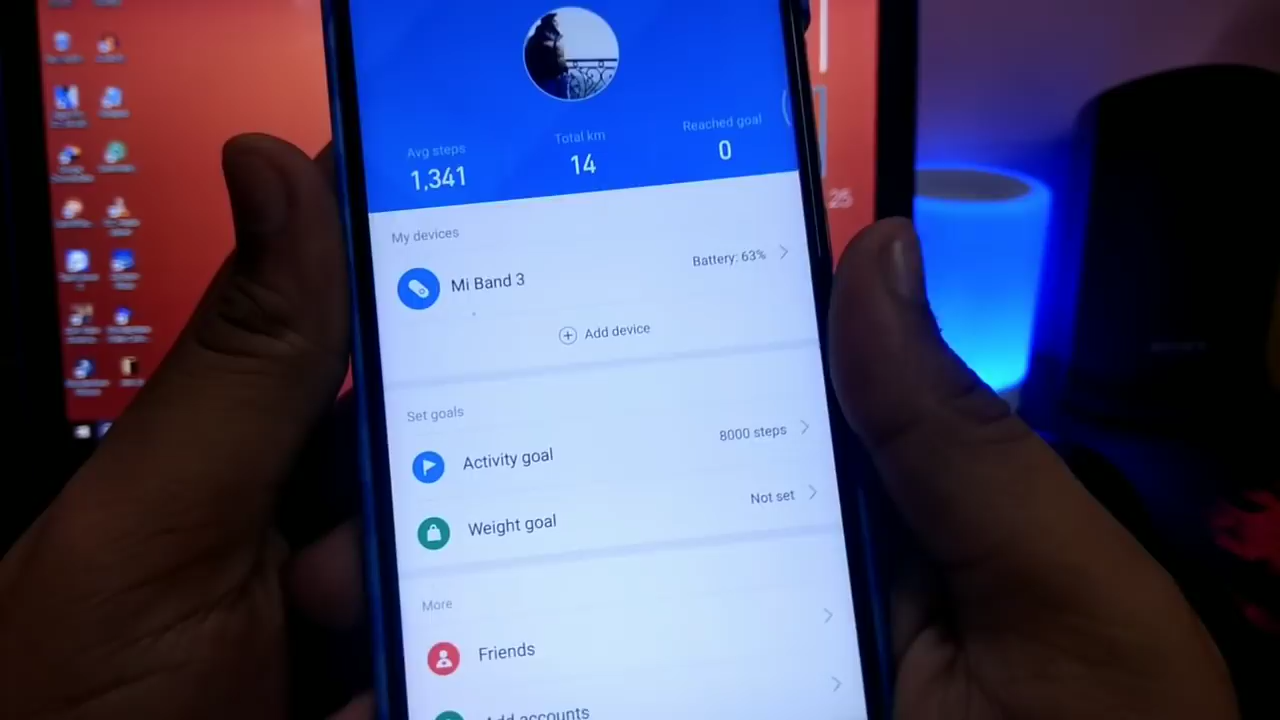 Avg steps
1,341
Total km
14
Reached goal
0
My devices
Mi Band 3
Battery: 63%
Add device
Set goals
Activity goal
8000 steps
Weight goal
Not set
More
Friends
Add accounts
25